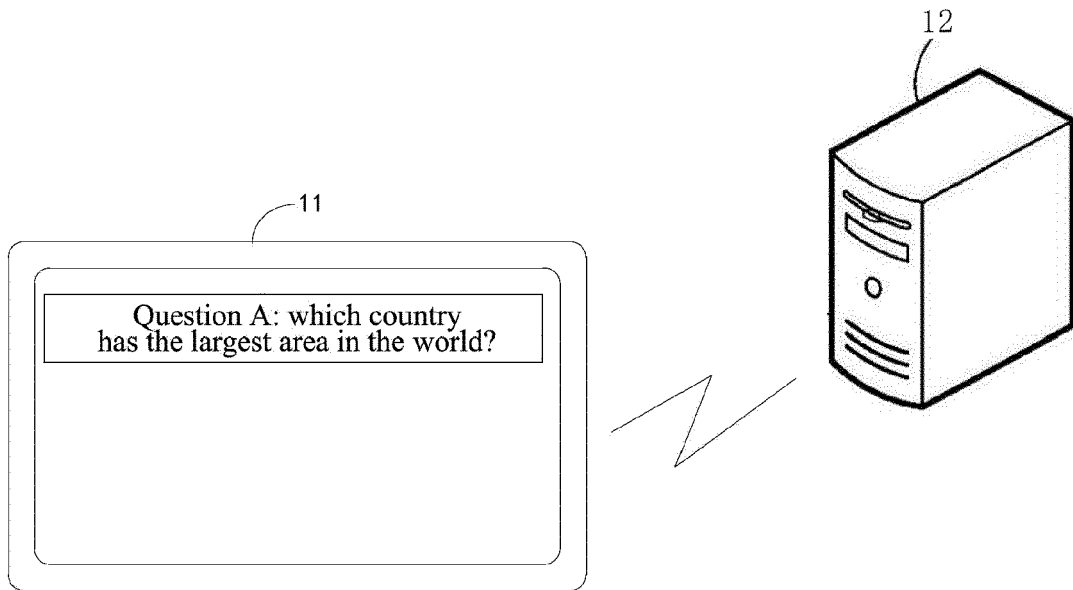 12
11
Question A: which country
has the largest area in the world?